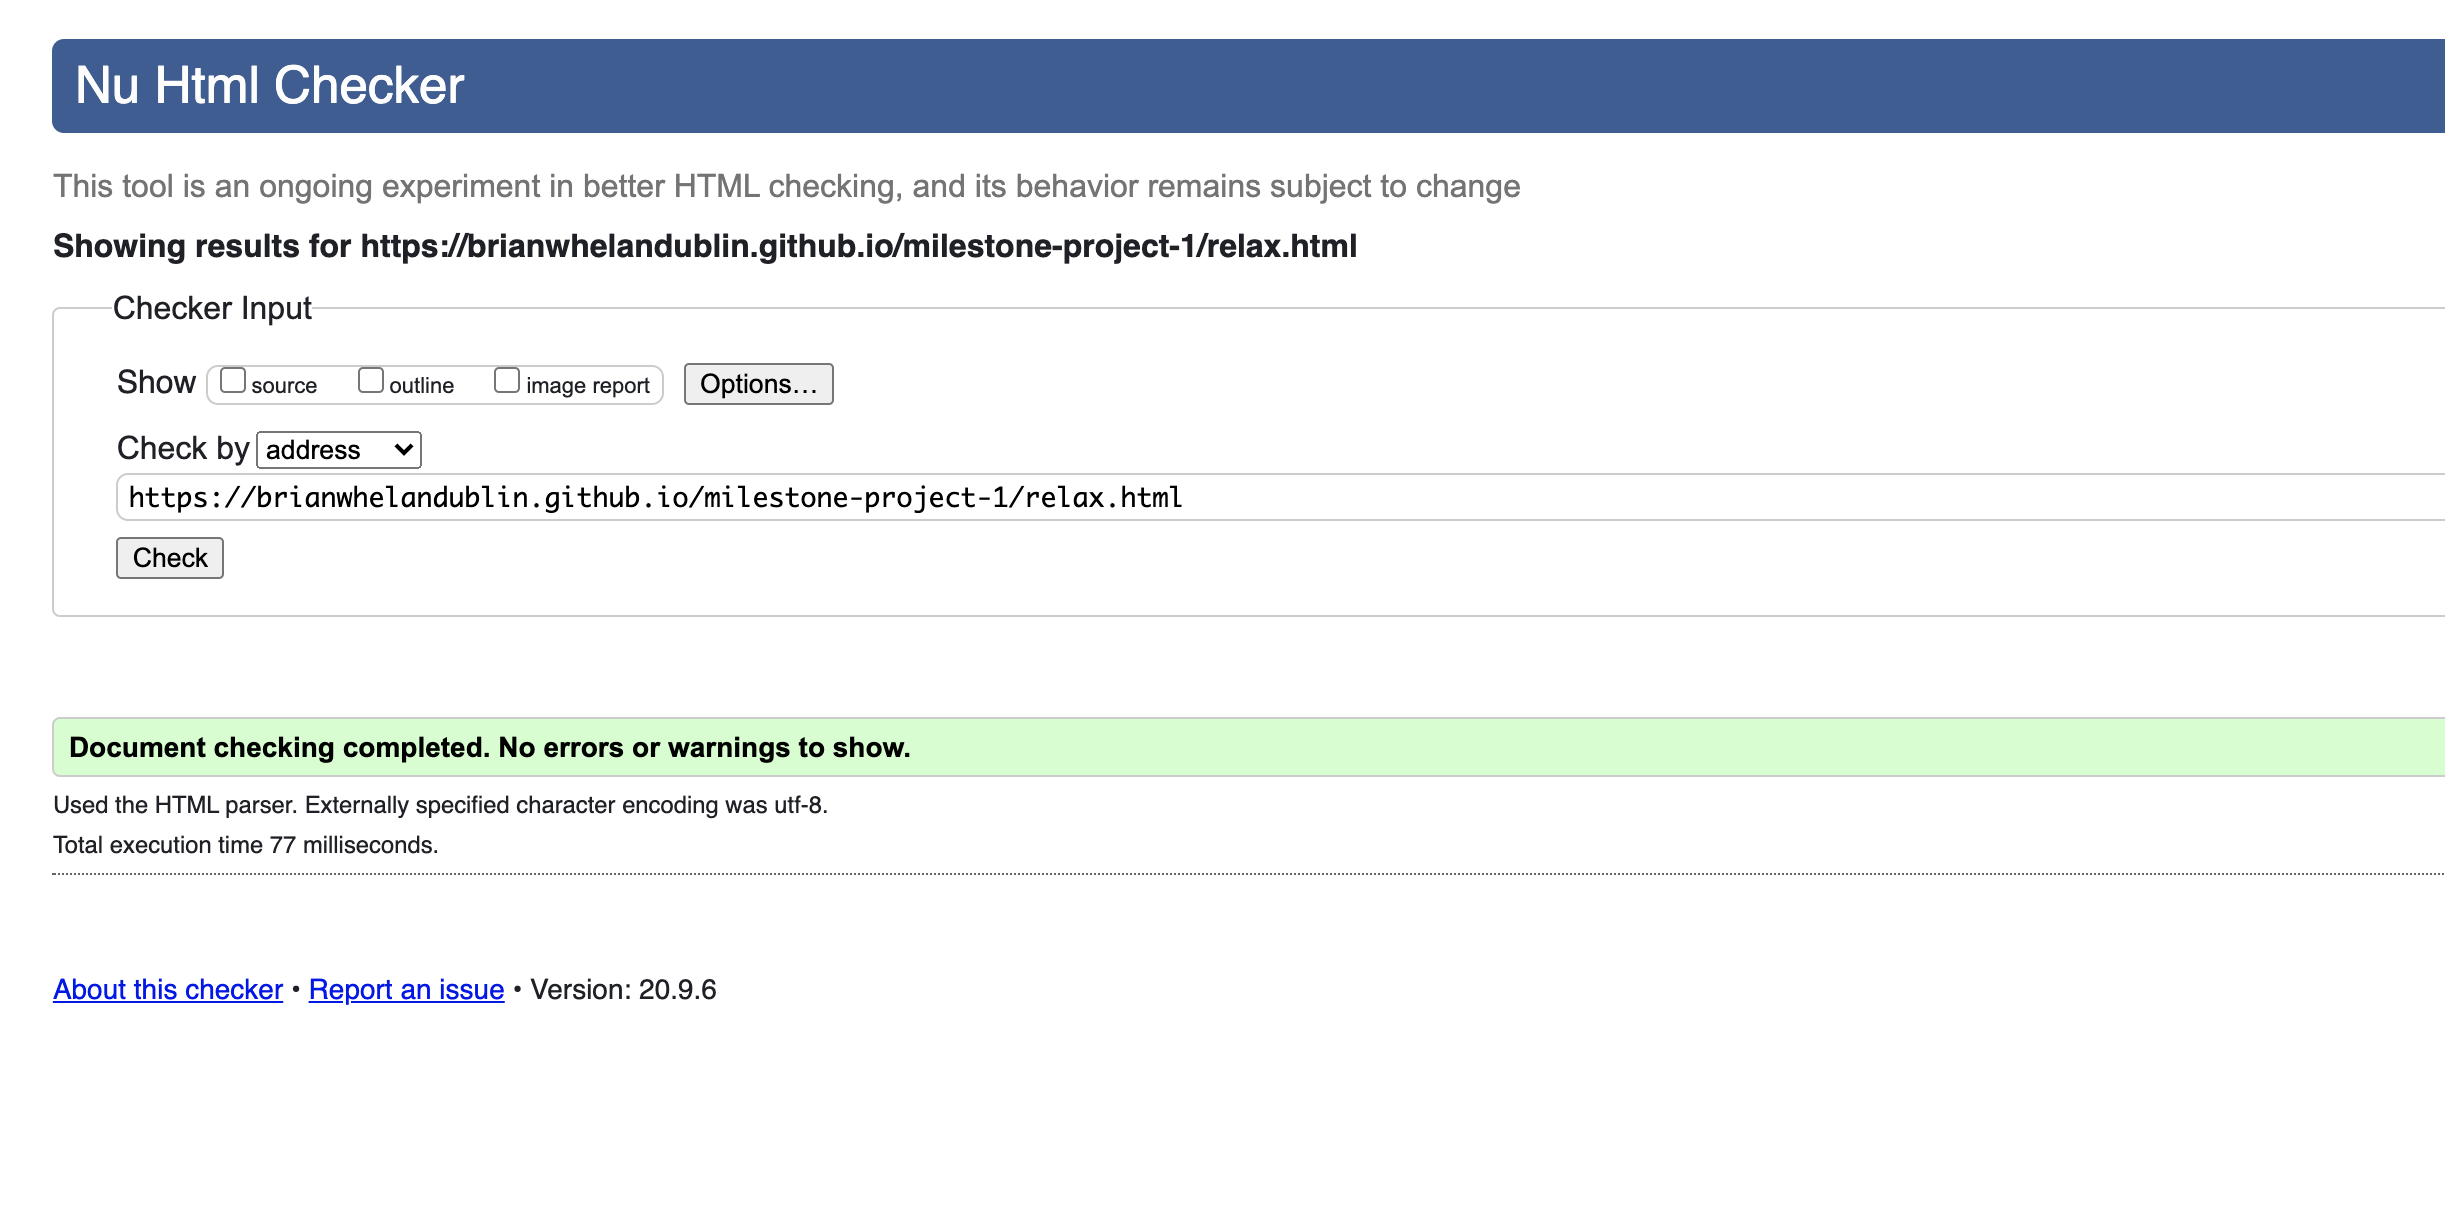 Nu Html Checker
This tool is an ongoing experiment in better HTML checking, and its behavior remains subject to change
Showing results for https://brianwhelandublin.github.io/milestone-project-1/relax.html
Checker Input
Show source outline image report Options…
Check by address
https://brianwhelandublin.github.io/milestone-project-1/relax.html
Check
Document checking completed. No errors or warnings to show.
Used the HTML parser. Externally specified character encoding was utf-8.
Total execution time 77 milliseconds.
About this checker • Report an issue • Version: 20.9.6